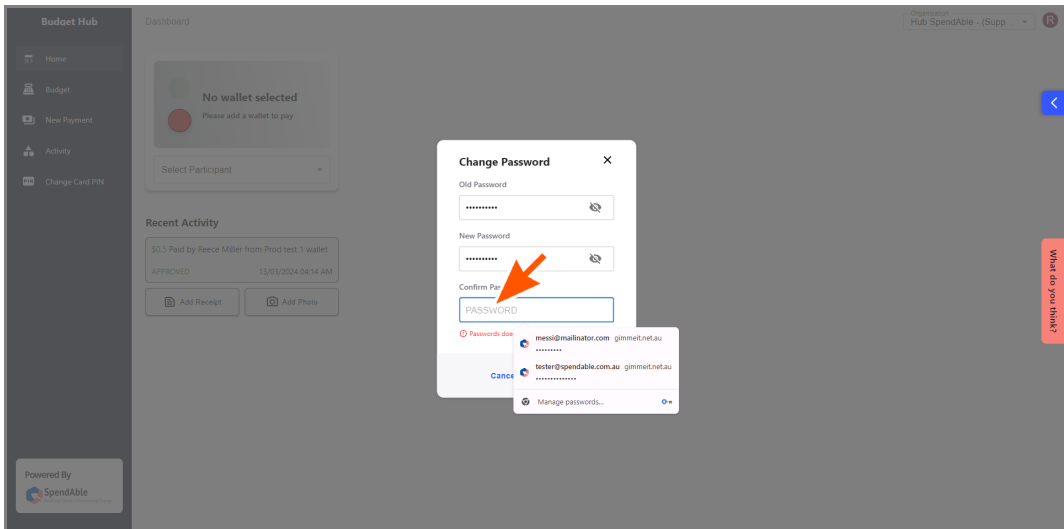 Budget Hub
Dashboard
Organisation
Hub SpendAble - (Supp...
R
Home
Budget
New Payment
Activity
PIN Change Card PIN
No wallet selected
Please add a wallet to pay
Select Participant
Recent Activity
$0.5 Paid by Reece Miller from Prod test 1 wallet
APPROVED 15/03/2024 04:14 AM
Add Receipt
Add Photo
Change Password
Old Password
••••••••••
New Password
••••••••••
Confirm Pas
PASSWORD
Passwords doe
Cance
messi@mailinator.com gimmeit.net.au
•••••••••
tester@spendable.com.au gimmeit.net.au
••••••••••••••
Manage passwords...
What do you think?
Powered By
SpendAble